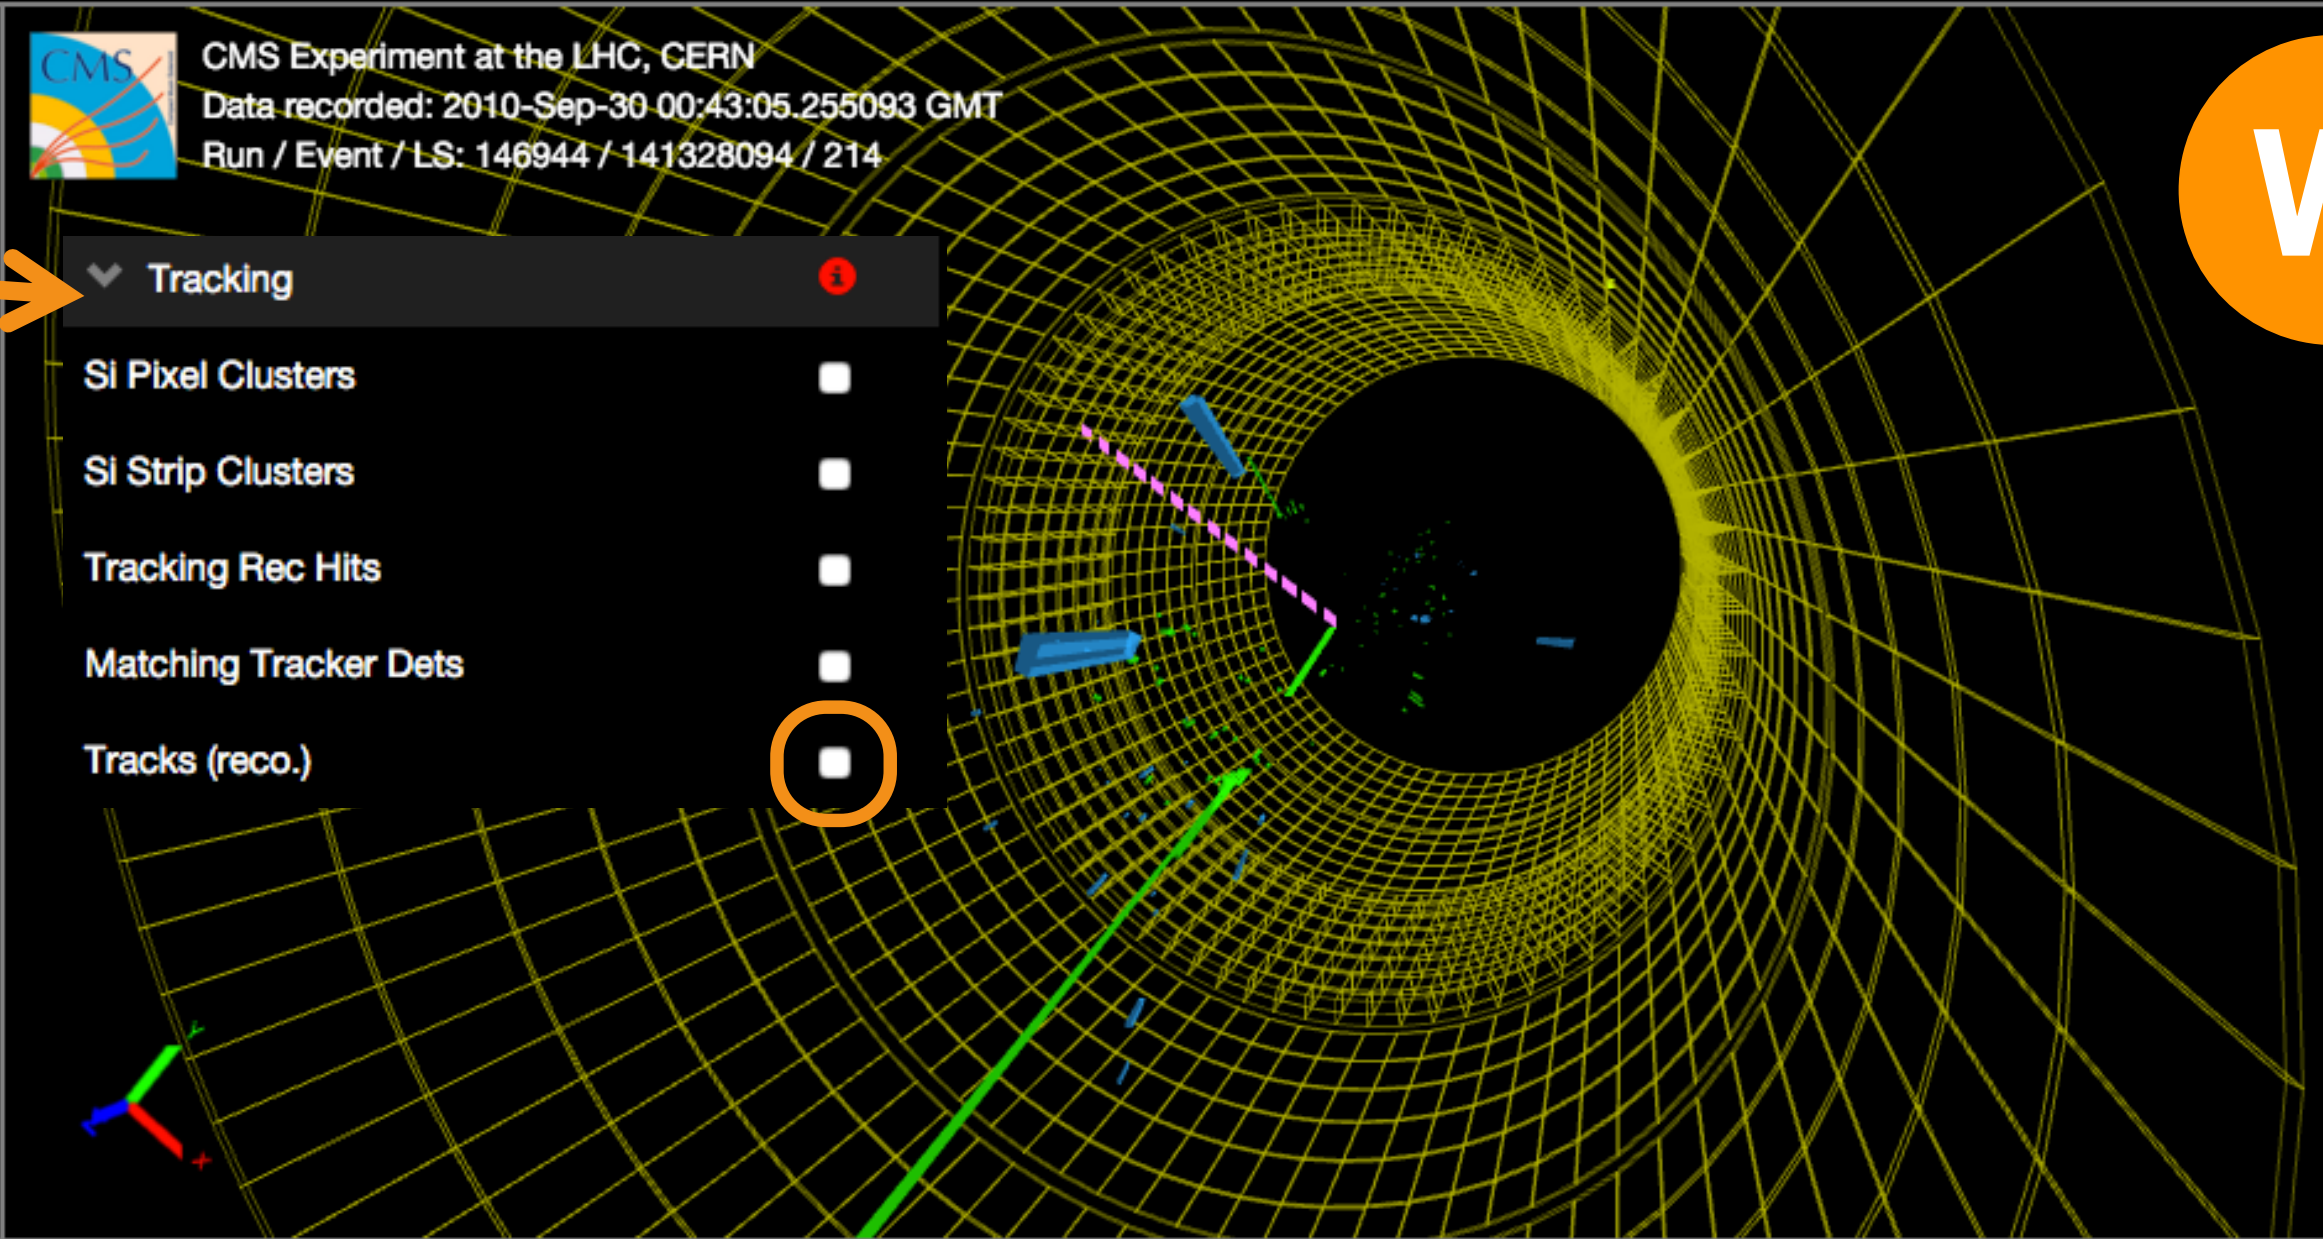 CMS
CMS Experiment at the LHC, CERN
Data recorded: 2010-Sep-30 00:43:05.255093 GMT
Run / Event / LS: 146944 / 141328094 / 214
Tracking
i
Si Pixel Clusters
Si Strip Clusters
Tracking Rec Hits
Matching Tracker Dets
Tracks (reco.)
Y
X